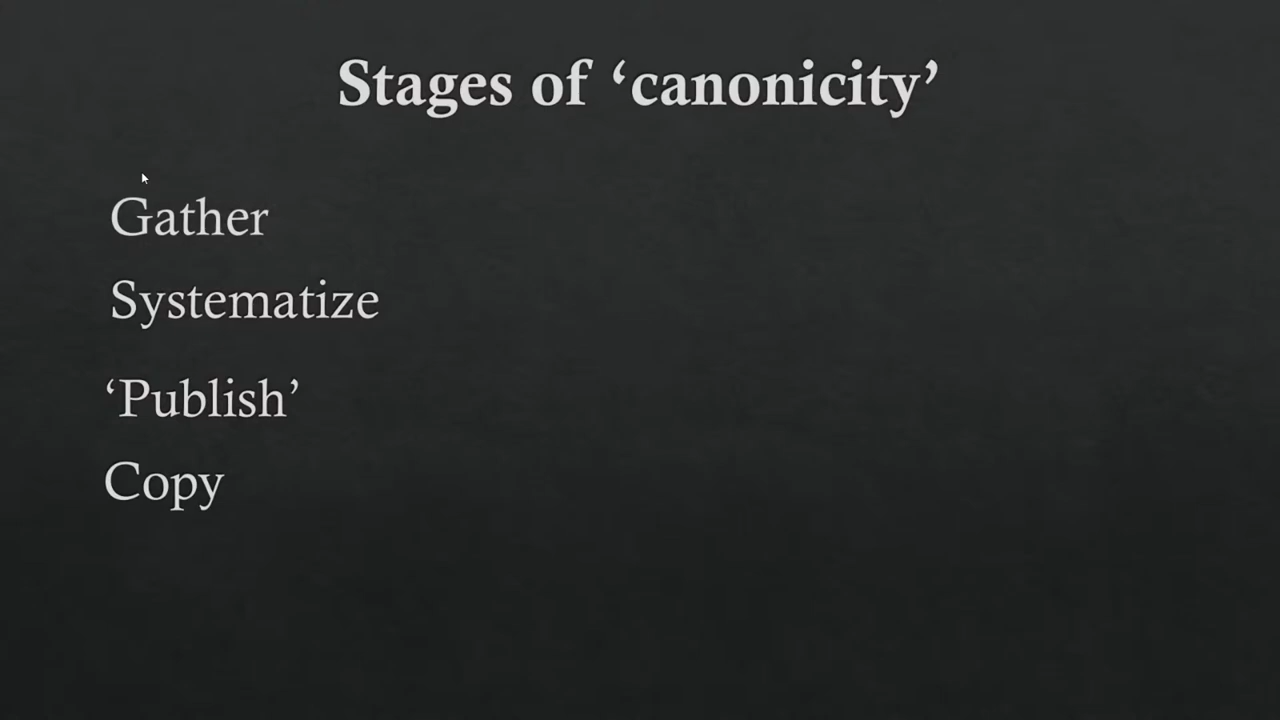 Stages of ‘canonicity’
Gather
Systematize
‘Publish’
Copy